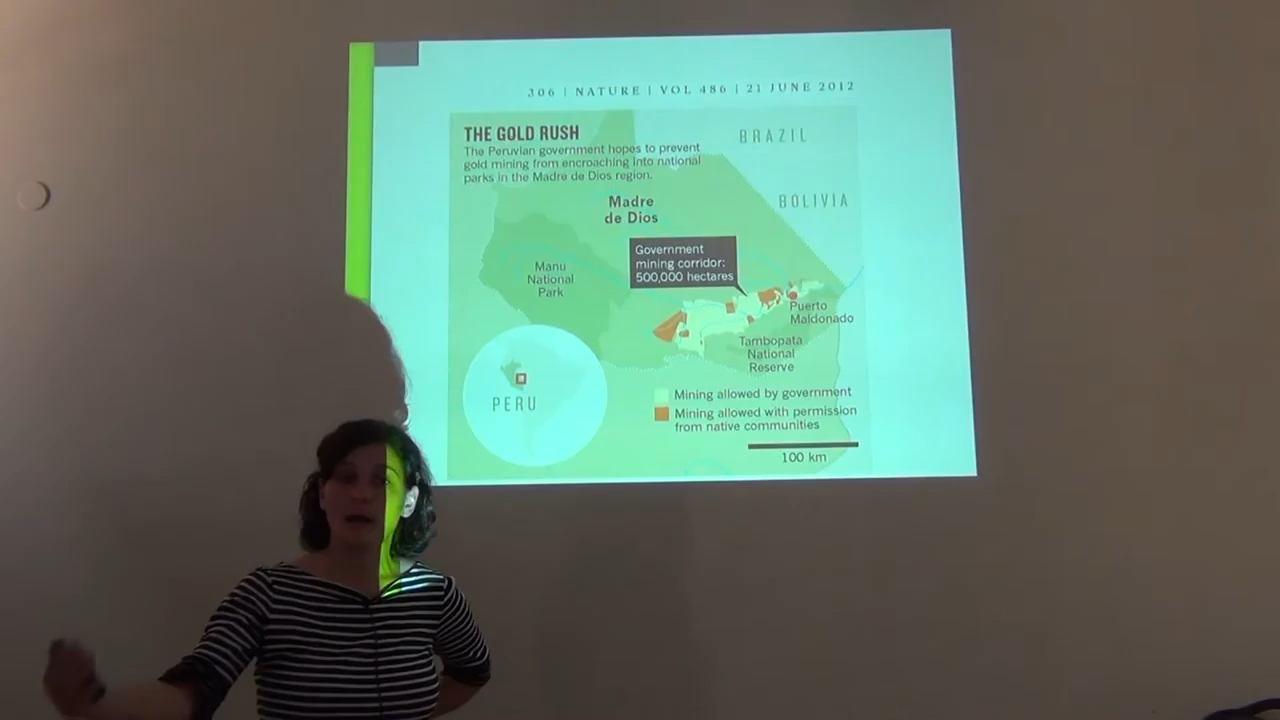 306 | NATURE | VOL 486 | 21 JUNE 2012
THE GOLD RUSH
The Peruvian government hopes to prevent
gold mining from encroaching into national
parks in the Madre de Dios region.
BRAZIL
BOLIVIA
Madre
de Dios
Government
mining corridor:
500,000 hectares
Manu
National
Park
Puerto
Maldonado
Tambopata
National
Reserve
PERU
Mining allowed by government
Mining allowed with permission
from native communities
100 km